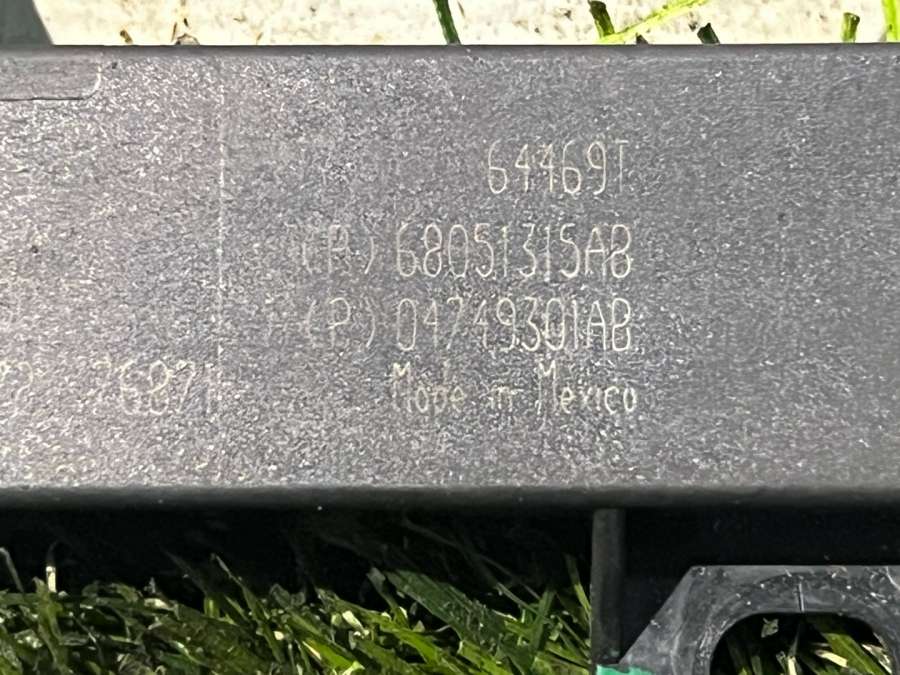 64469T
(R) 68051315AB
(P) 04749301AB
Made in Mexico